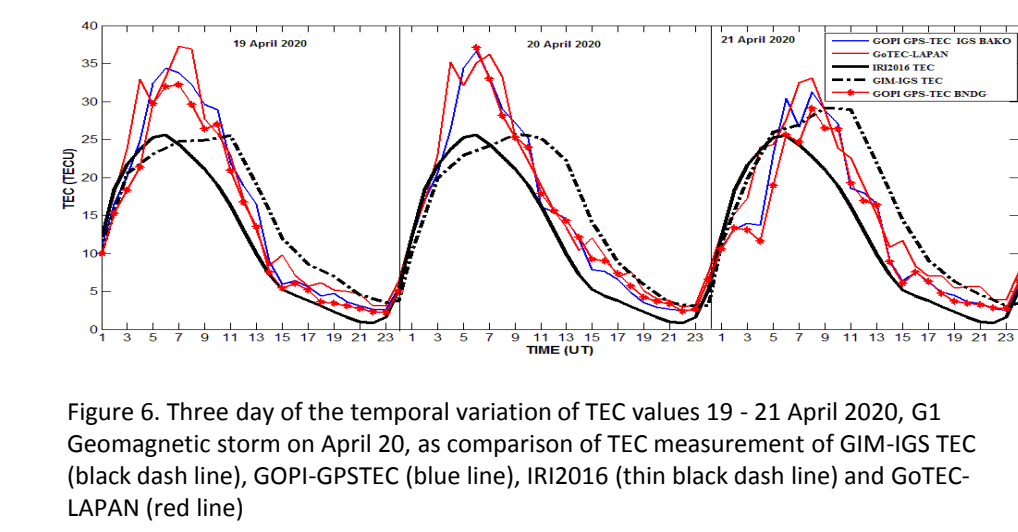 40
35
30
25
20
15
10
5
0
TEC (TECU)
19 April 2020
20 April 2020
21 April 2020
GOPI GPS-TEC IGS BAKO
GoTEC-LAPAN
IRI2016 TEC
GIM-IGS TEC
GOPI GPS-TEC BNDG
1 3 5 7 9 11 13 15 17 19 21 23 1 3 5 7 9 11 13 15 17 19 21 23 1 3 5 7 9 11 13 15 17 19 21 23
TIME (UT)
Figure 6. Three day of the temporal variation of TEC values 19 - 21 April 2020, G1
Geomagnetic storm on April 20, as comparison of TEC measurement of GIM-IGS TEC
(black dash line), GOPI-GPSTEC (blue line), IRI2016 (thin black dash line) and GoTEC-
LAPAN (red line)